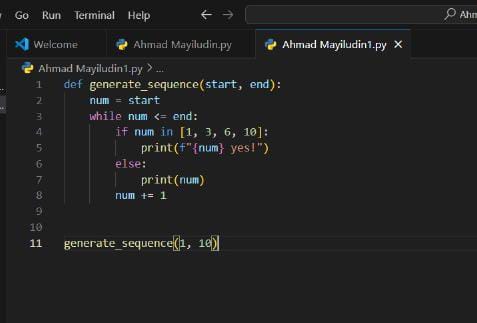 Go Run Terminal Help Ahm
Welcome Ahmad Mayiludin.py Ahmad Mayiludin1.py
Ahmad Mayiludin1.py > ...
1 def generate_sequence(start, end):
2     num = start
3     while num <= end:
4         if num in [1, 3, 6, 10]:
5             print(f"{num} yes!")
6         else:
7             print(num)
8         num += 1
9
10
11 generate_sequence(1, 10)